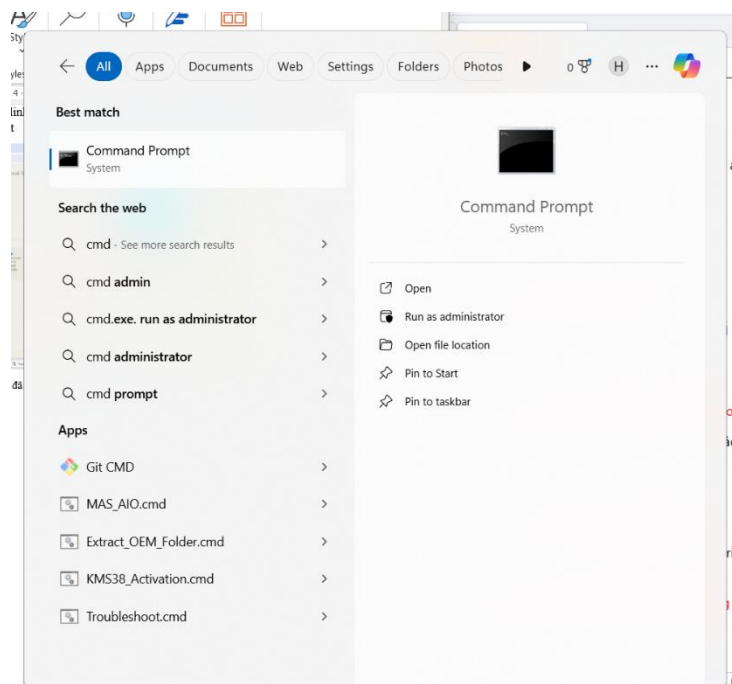 All
Apps
Documents
Web
Settings
Folders
Photos
0
H
Best match
Command Prompt
System
Search the web
cmd - See more search results
cmd admin
cmd.exe. run as administrator
cmd administrator
cmd prompt
Apps
Git CMD
MAS_AIO.cmd
Extract_OEM_Folder.cmd
KMS38_Activation.cmd
Troubleshoot.cmd
Command Prompt
System
Open
Run as administrator
Open file location
Pin to Start
Pin to taskbar